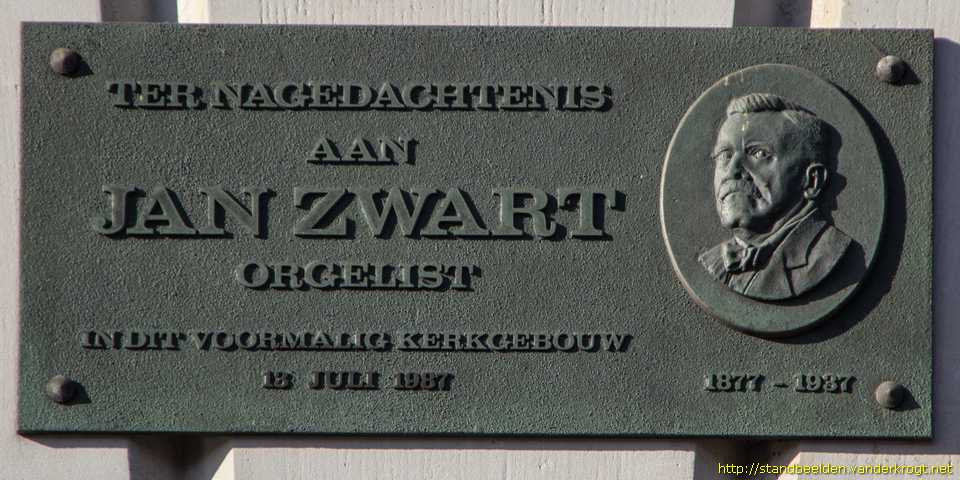 TER NAGEDACHTENIS
AAN
JAN ZWART
ORGELIST
IN DIT VOORMALIG KERKGEBOUW
13 JULI 1987
1877 - 1937
http://standbeelden.vanderkrogt.net